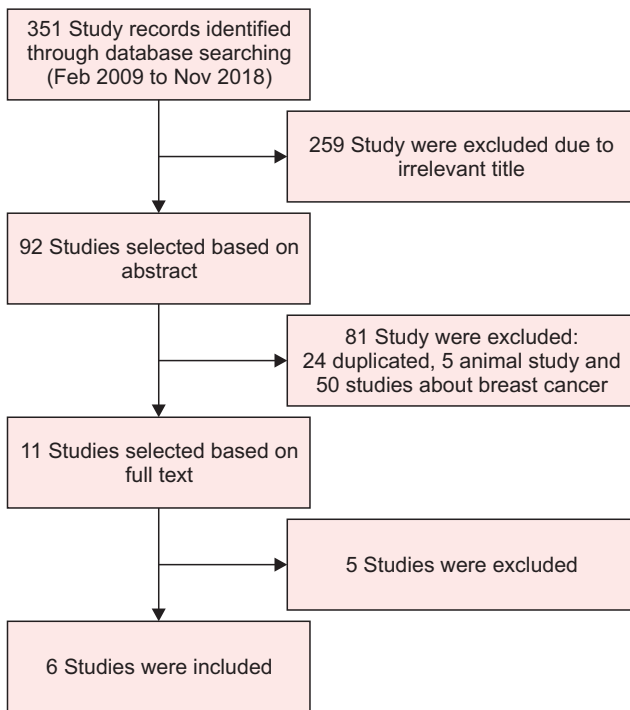 351 Study records identified
through database searching
(Feb 2009 to Nov 2018)
259 Study were excluded due to
irrelevant title
92 Studies selected based on
abstract
81 Study were excluded:
24 duplicated, 5 animal study and
50 studies about breast cancer
11 Studies selected based on
full text
5 Studies were excluded
6 Studies were included